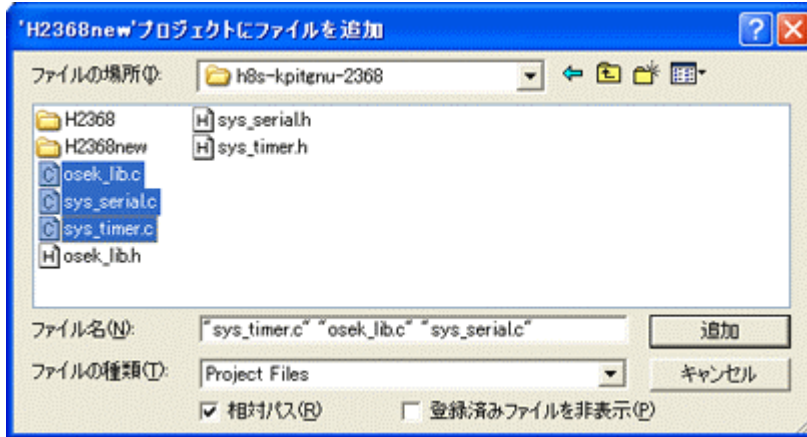 'H2368new'プロジェクトにファイルを追加
ファイルの場所(I):
h8s-kpitgnu-2368
H2368
H2368new
osek_lib.c
sys_serial.c
sys_timer.c
osek_lib.h
sys_serial.h
sys_timer.h
ファイル名(N):
"sys_timer.c" "osek_lib.c" "sys_serial.c"
追加
ファイルの種類(T):
Project Files
キャンセル
相対パス(R)
登録済みファイルを非表示(P)